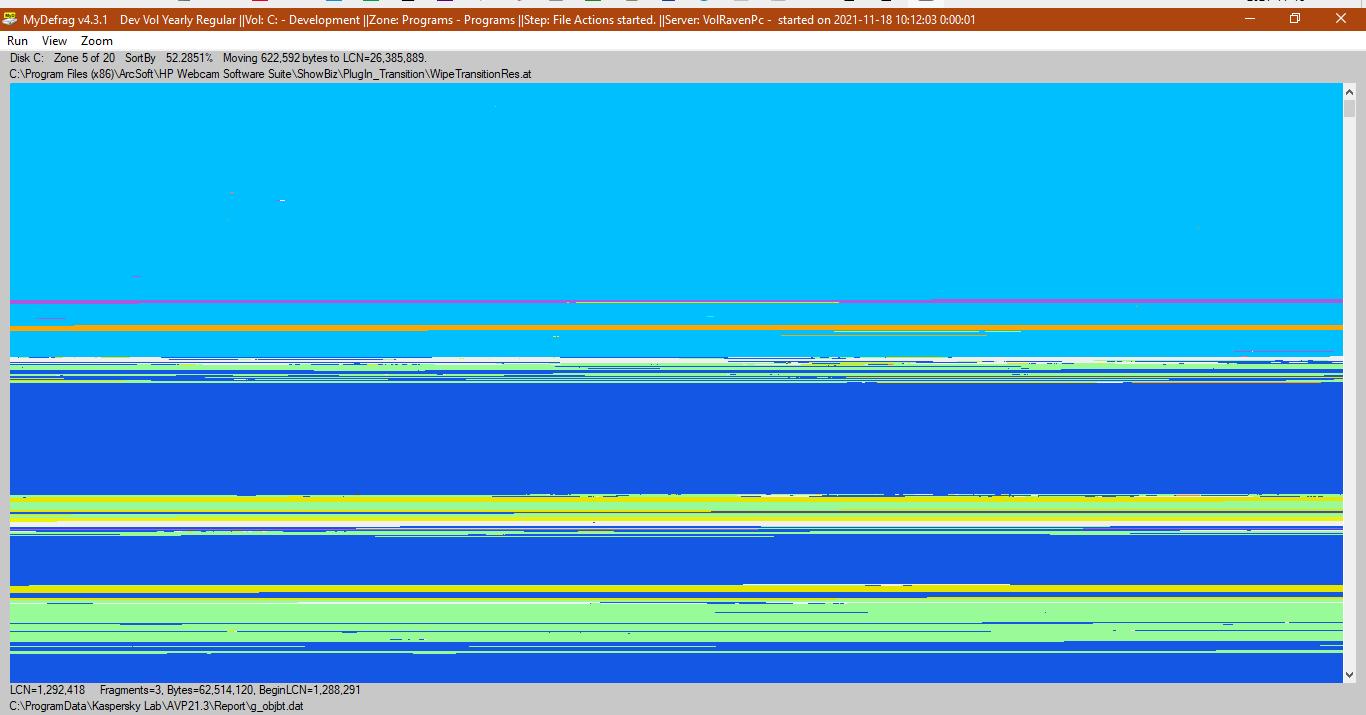 MyDefrag v4.3.1 Dev Vol Yearly Regular ||Vol: C: - Development ||Zone: Programs - Programs ||Step: File Actions started. ||Server: VolRavenPc - started on 2021-11-18 10:12:03 0:00:01
Run View Zoom
Disk C: Zone 5 of 20 SortBy 52.2851% Moving 622,592 bytes to LCN=26,385,889.
C:\Program Files (x86)\ArcSoft\HP Webcam Software Suite\ShowBiz\PlugIn_Transition\WipeTransitionRes.at
LCN=1,292,418 Fragments=3, Bytes=62,514,120, BeginLCN=1,288,291
C:\ProgramData\Kaspersky Lab\AVP21.3\Report\g_objbt.dat